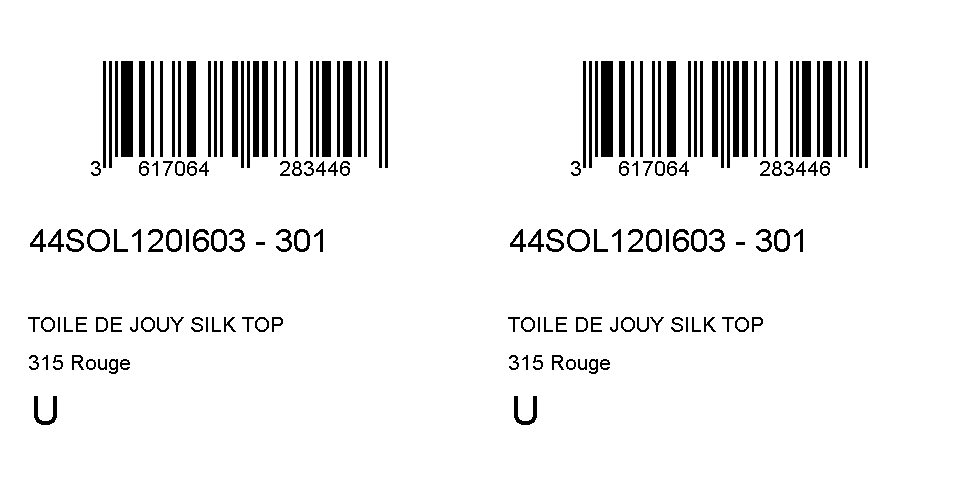 3 617064 283446
44SOL120I603 - 301
TOILE DE JOUY SILK TOP
315 Rouge
U
3 617064 283446
44SOL120I603 - 301
TOILE DE JOUY SILK TOP
315 Rouge
U